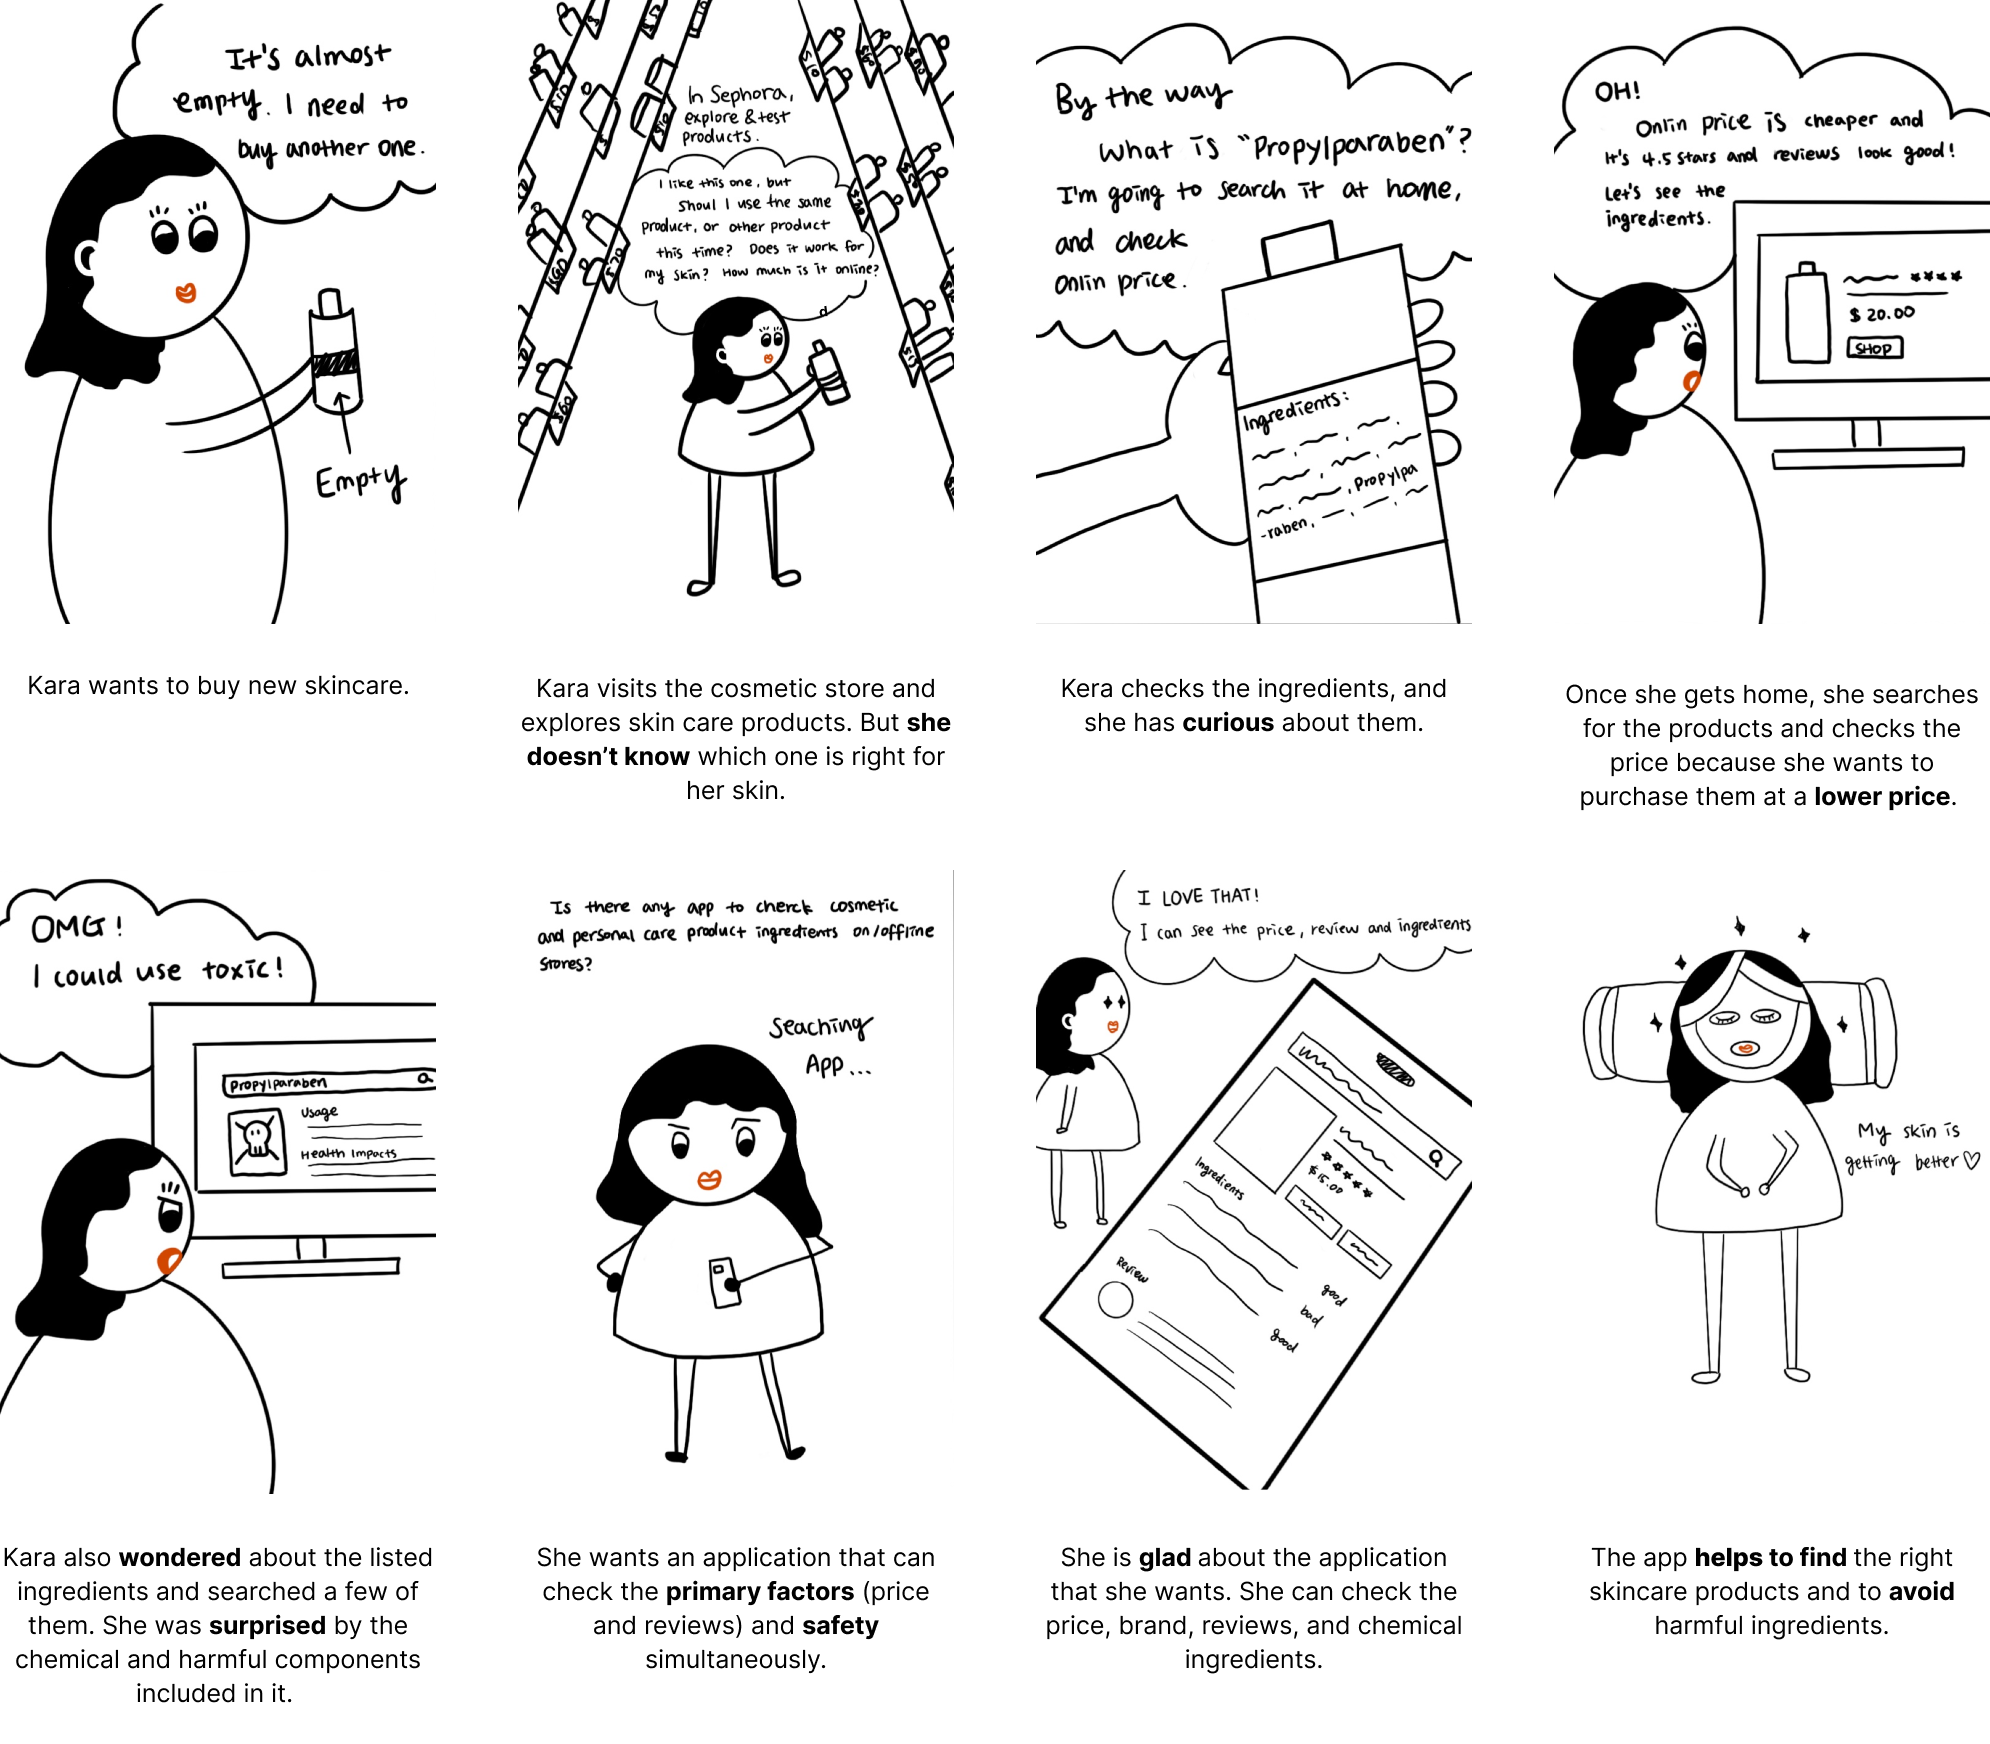 It's almost
empty. I need to
buy another one.
Empty
Kara wants to buy new skincare.
In Sephora,
explore & test
products.
I like this one, but
Shoul I use the same
product, or other product
this time? Does it work for
my skin? How much is it online?
$10
$20
$60
$10
$60
$20
$15
Kara visits the cosmetic store and
explores skin care products. But she
doesn't know which one is right for
her skin.
By the way
What is "Propylparaben"?
I'm going to search it at home,
and check
onlin price.
Ingredients:
, Propylpa
-raben,
Kera checks the ingredients, and
she has curious about them.
OH!
Onlin price is cheaper and
It's 4.5 stars and reviews look good!
Let's see the
ingredients.
$ 20.00
SHOP
Once she gets home, she searches
for the products and checks the
price because she wants to
purchase them at a lower price.
OMG!
I could use toxic!
Propylparaben
Usage
Health Impacts
Kara also wondered about the listed
ingredients and searched a few of
them. She was surprised by the
chemical and harmful components
included in it.
Is there any app to cherck cosmetic
and personal care product ingredients on/offline
stores?
Seaching
App...
She wants an application that can
check the primary factors (price
and reviews) and safety
simultaneously.
I LOVE THAT!
I can see the price, review and ingredients
$15.00
Ingredients
good
bad
good
Review
She is glad about the application
that she wants. She can check the
price, brand, reviews, and chemical
ingredients.
My skin is
getting better♡
The app helps to find the right
skincare products and to avoid
harmful ingredients.